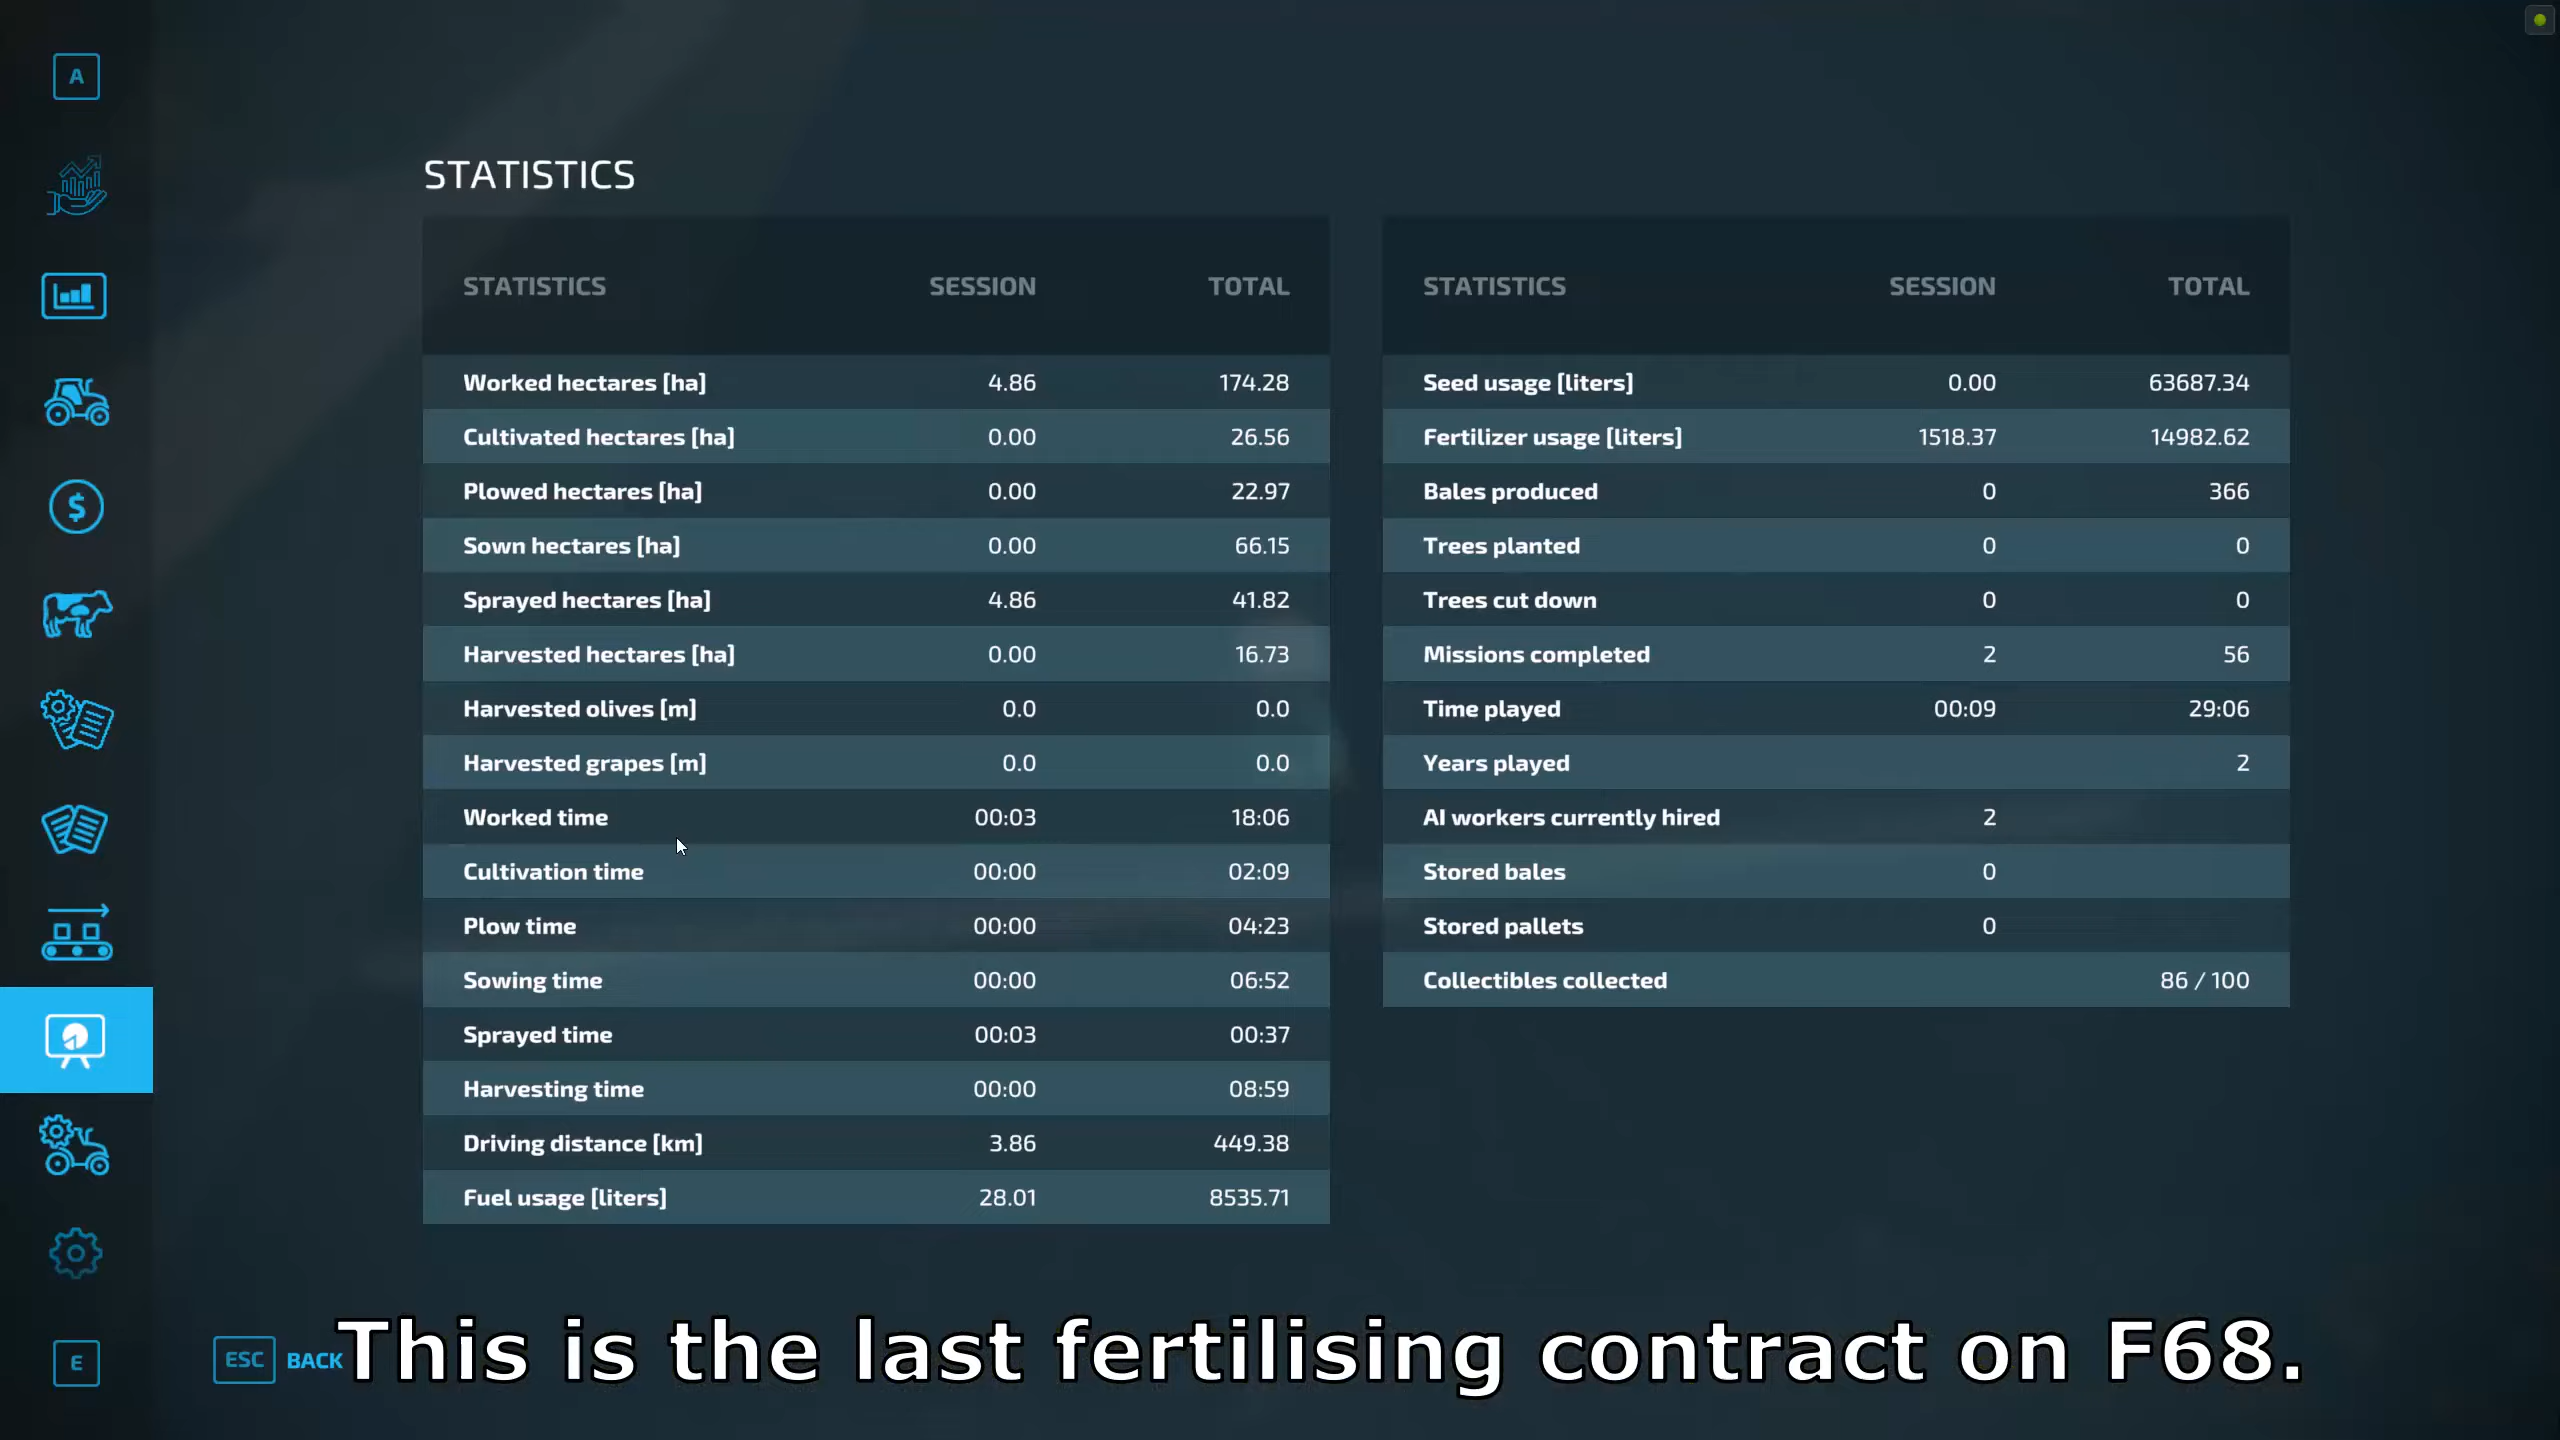 A
STATISTICS
STATISTICS SESSION TOTAL
Worked hectares [ha] 4.86 174.28
Cultivated hectares [ha] 0.00 26.56
Plowed hectares [ha] 0.00 22.97
Sown hectares [ha] 0.00 66.15
Sprayed hectares [ha] 4.86 41.82
Harvested hectares [ha] 0.00 16.73
Harvested olives [m] 0.0 0.0
Harvested grapes [m] 0.0 0.0
Worked time 00:03 18:06
Cultivation time 00:00 02:09
Plow time 00:00 04:23
Sowing time 00:00 06:52
Sprayed time 00:03 00:37
Harvesting time 00:00 08:59
Driving distance [km] 3.86 449.38
Fuel usage [liters] 28.01 8535.71
STATISTICS SESSION TOTAL
Seed usage [liters] 0.00 63687.34
Fertilizer usage [liters] 1518.37 14982.62
Bales produced 0 366
Trees planted 0 0
Trees cut down 0 0
Missions completed 2 56
Time played 00:09 29:06
Years played 2
AI workers currently hired 2
Stored bales 0
Stored pallets 0
Collectibles collected 86 / 100
E
ESC BACK
This is the last fertilising contract on F68.